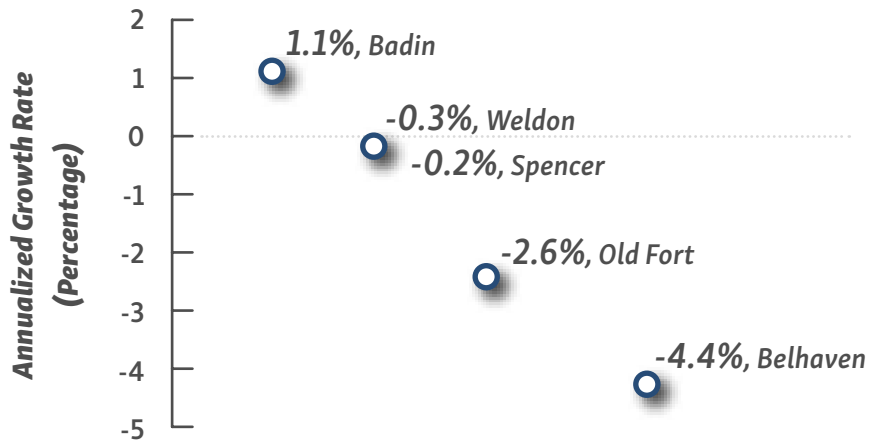 Annualized Growth Rate
(Percentage)
2
1
0
-1
-2
-3
-4
-5
1.1%, Badin
-0.3%, Weldon
-0.2%, Spencer
-2.6%, Old Fort
-4.4%, Belhaven